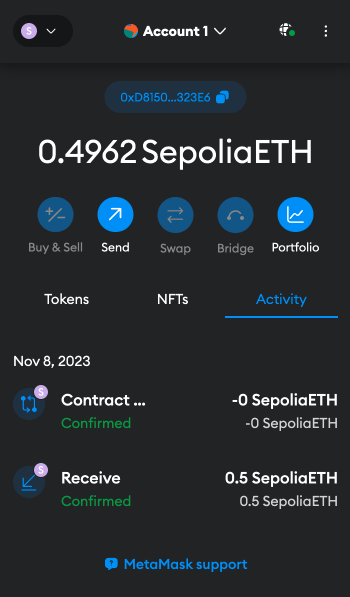 S
Account 1
0xD8150...323E6
0.4962 SepoliaETH
Buy & Sell
Send
Swap
Bridge
Portfolio
Tokens
NFTs
Activity
Nov 8, 2023
S
Contract ...
-0 SepoliaETH
Confirmed
-0 SepoliaETH
S
Receive
0.5 SepoliaETH
Confirmed
0.5 SepoliaETH
MetaMask support